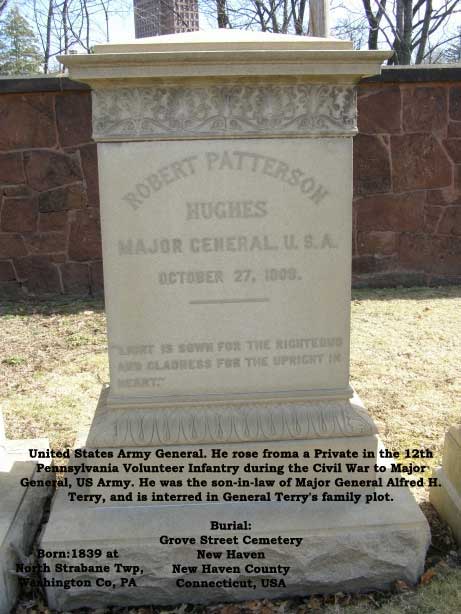 ROBERT PATTERSON
HUGHES
MAJOR GENERAL, U.S.A.
OCTOBER 27, 1909.
"LIGHT IS SOWN FOR THE RIGHTEOUS
AND GLADNESS FOR THE UPRIGHT IN
HEART."
United States Army General. He rose froma a Private in the 12th
Pennsylvania Volunteer Infantry during the Civil War to Major
General, US Army. He was the son-in-law of Major General Alfred H.
Terry, and is interred in General Terry's family plot.
Burial:
Grove Street Cemetery
New Haven
New Haven County
Connecticut, USA
Born:1839 at
North Strabane Twp,
Washington Co, PA